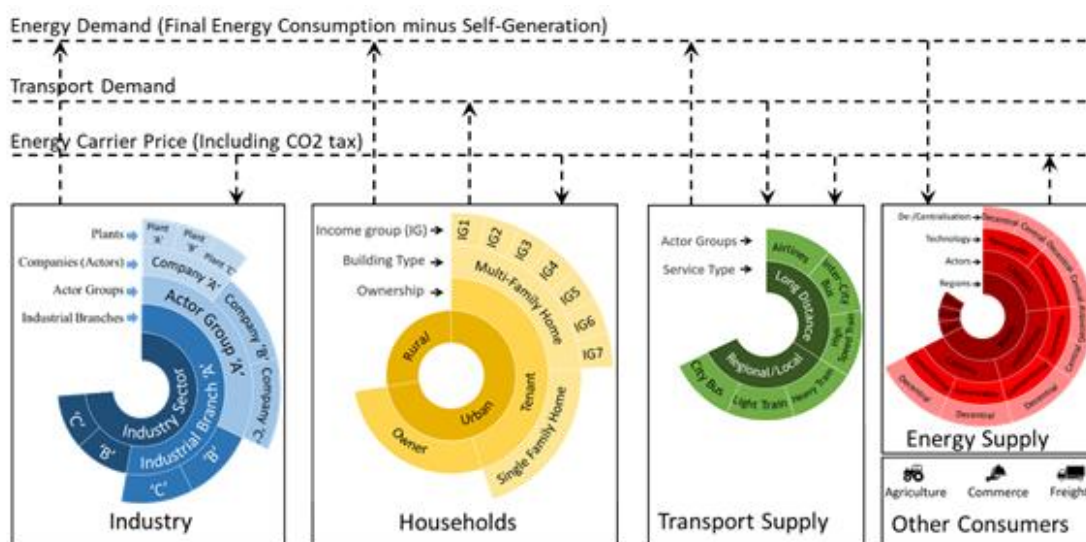 Energy Demand (Final Energy Consumption minus Self-Generation)
Transport Demand
Energy Carrier Price (Including CO2 tax)
Plants
Companies (Actors)
Actor Groups
Industrial Branches
Plant 'A'
Plant 'B'
Plant 'C'
Company 'A'
Company 'B'
Company 'C'
Actor Group 'A'
Industrial Branch 'A'
'B'
'C'
Industry Sector
'B'
'C'
Industry
Income group (IG)
Building Type
Ownership
IG1
IG2
IG3
IG4
IG5
IG6
IG7
Multi-Family Home
Single Family Home
Tenant
Owner
Urban
Rural
Households
Actor Groups
Service Type
Airlines
Inter-City Bus
High Speed Train
Heavy Train
Light Train
City Bus
Long Distance
Regional/Local
Transport Supply
De-/Centralisation
Technology
Actors
Regions
Decentral
Central
Decentral
Central
Decentral
Decentral
Decentral
Energy Supply
Agriculture
Commerce
Freight
Other Consumers